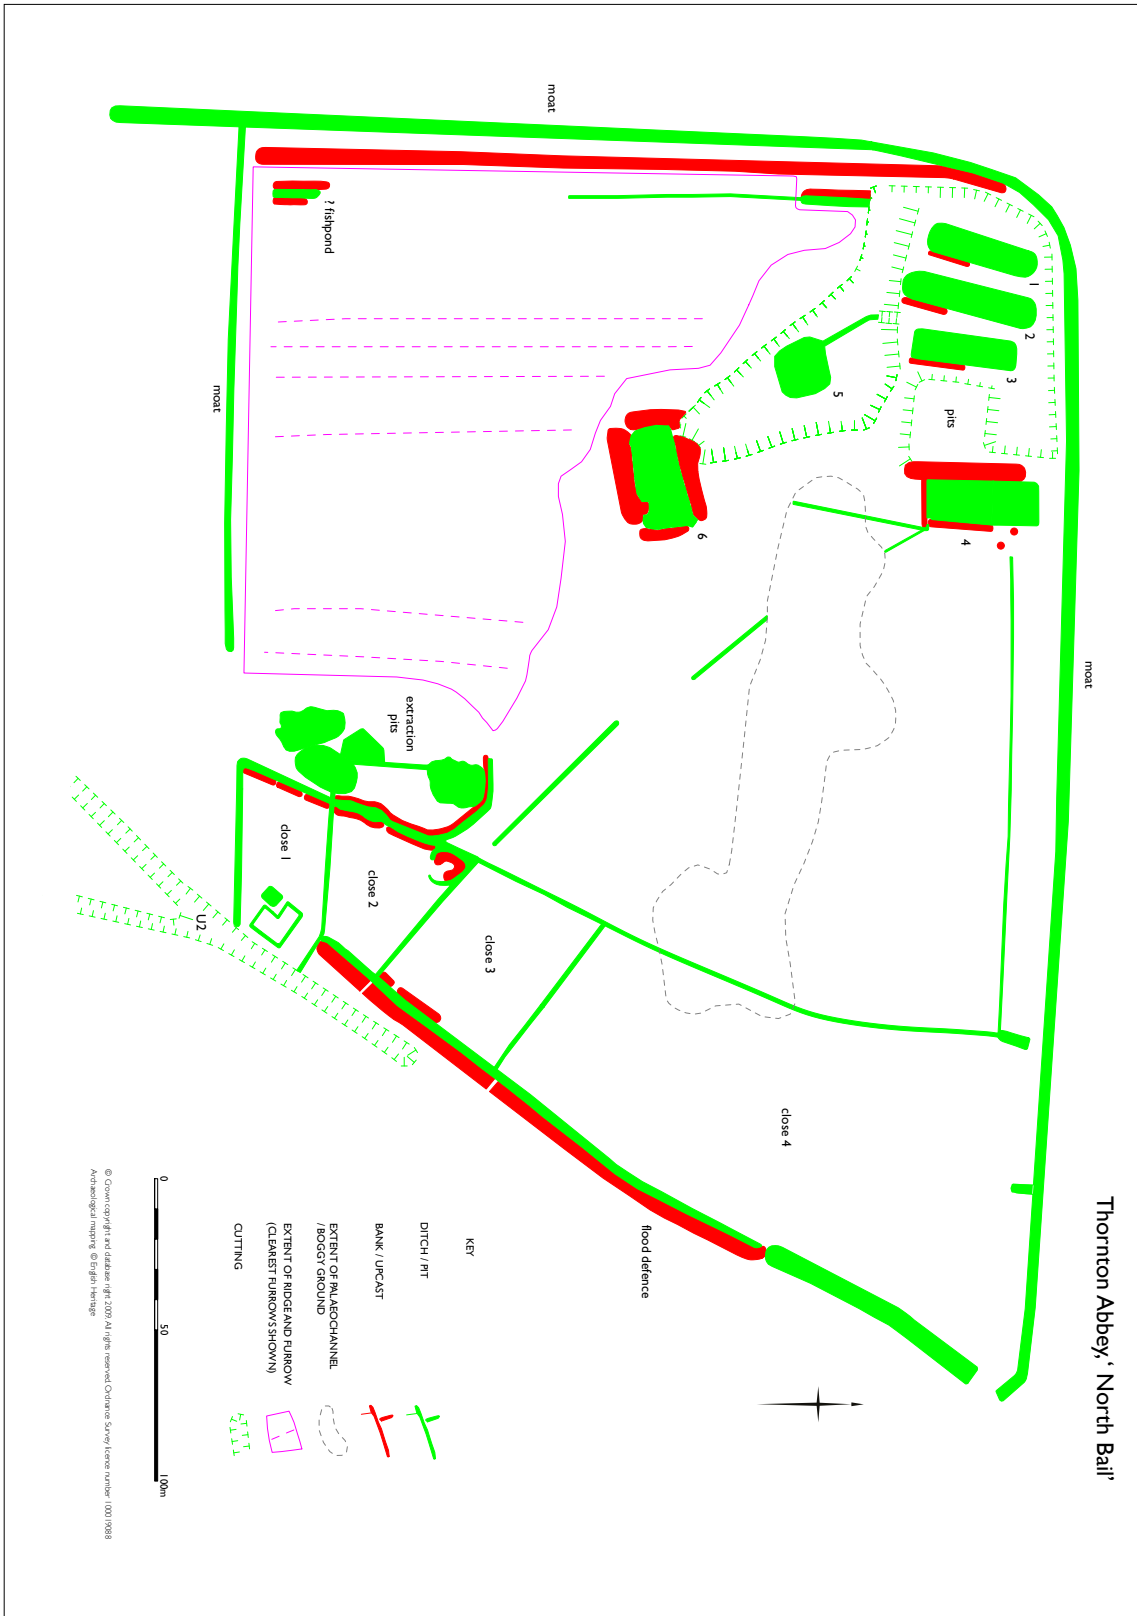 Thornton Abbey, ‘ North Bail’
moat
moat
moat
? fishpond
1
2
3
pits
4
5
6
extraction
pits
close 1
close 2
close 3
close 4
U2
flood defence
KEY
DITCH / PIT
BANK / UPCAST
EXTENT OF PALAEOCHANNEL
/ BOGGY GROUND
EXTENT OF RIDGE AND FURROW
(CLEAREST FURROWS SHOWN)
CUTTING
0
50
100m
© Crown copyright and database right 2009. All rights reserved. Ordnance Survey licence number 100019088
Archaeological mapping © English Heritage